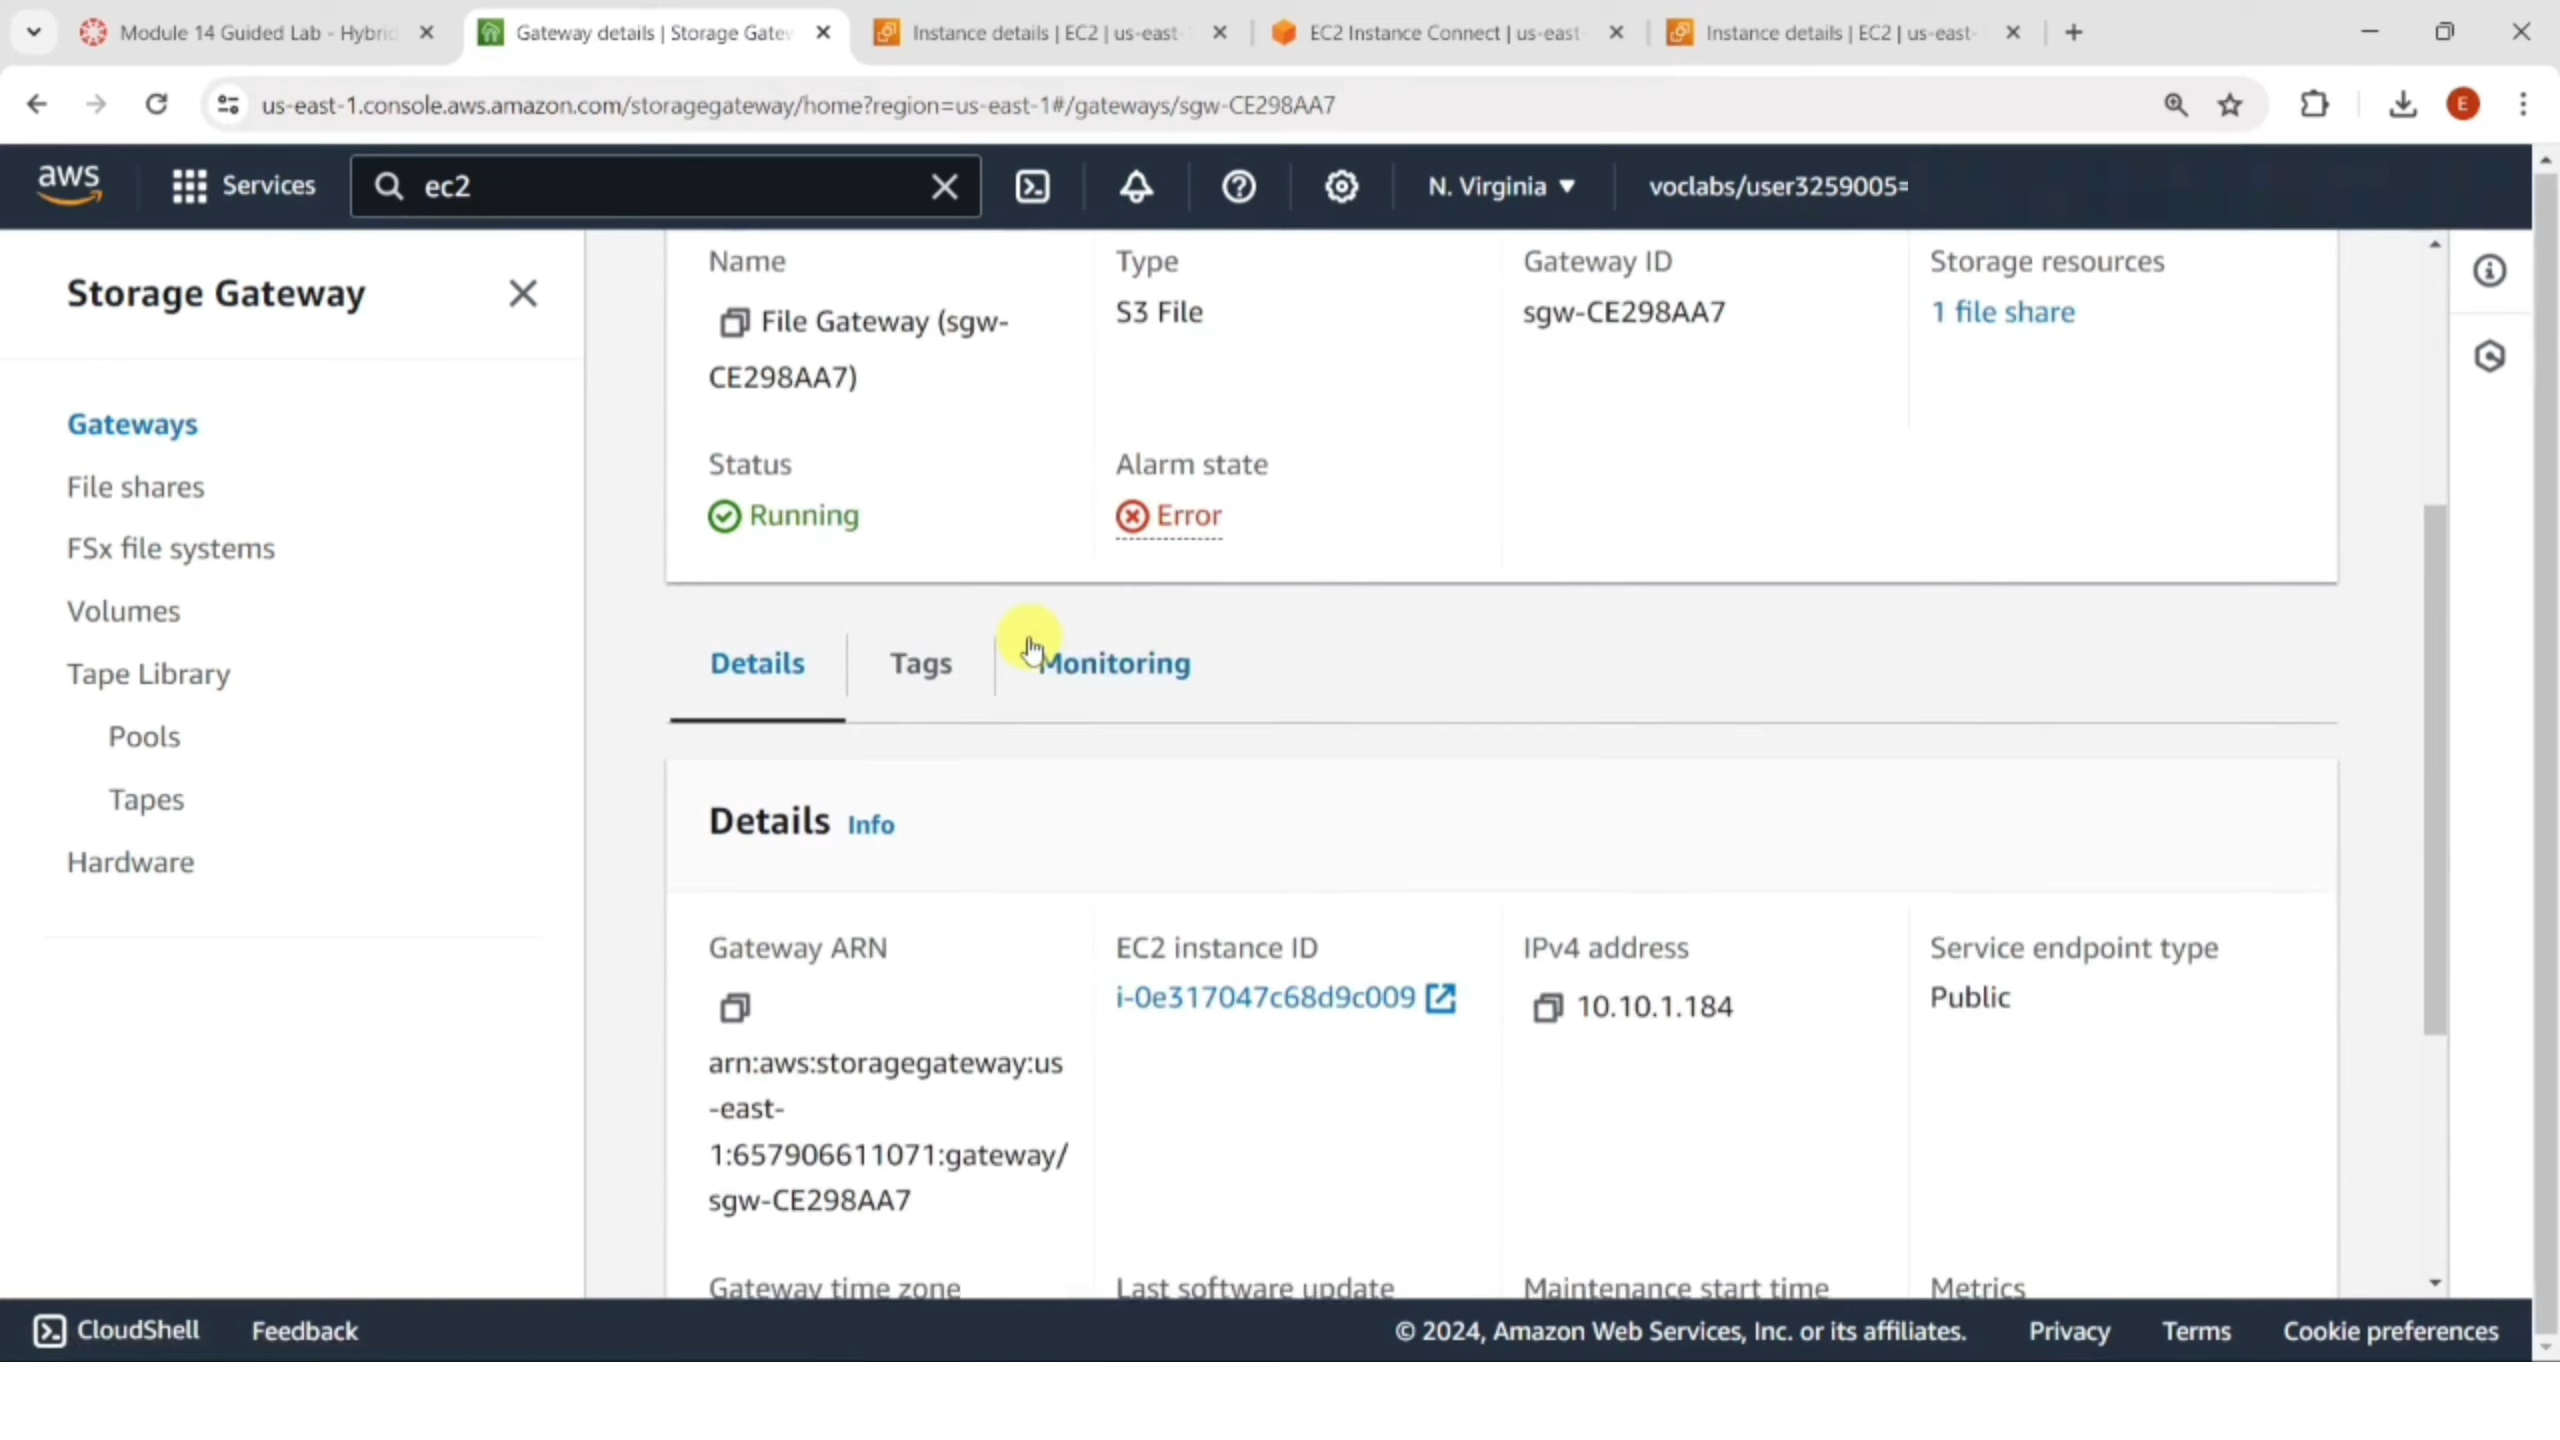 Module 14 Guided Lab - Hybri
Gateway details | Storage Gatew
Instance details | EC2 | us-east-
EC2 Instance Connect | us-east
Instance details | EC2 | us-east-
us-east-1.console.aws.amazon.com/storagegateway/home?region=us-east-1#/gateways/sgw-CE298AA7
E
aws
Services
ec2
N. Virginia
voclabs/user3259005=
Storage Gateway
Gateways
File shares
FSx file systems
Volumes
Tape Library
Pools
Tapes
Hardware
Name
File Gateway (sgw-
CE298AA7)
Type
S3 File
Gateway ID
sgw-CE298AA7
Storage resources
1 file share
Status
Running
Alarm state
Error
Details
Tags
Monitoring
Details Info
Gateway ARN
arn:aws:storagegateway:us
-east-
1:657906611071:gateway/
sgw-CE298AA7
EC2 instance ID
i-0e317047c68d9c009
IPv4 address
10.10.1.184
Service endpoint type
Public
Gateway time zone
Last software update
Maintenance start time
Metrics
CloudShell
Feedback
© 2024, Amazon Web Services, Inc. or its affiliates.
Privacy
Terms
Cookie preferences